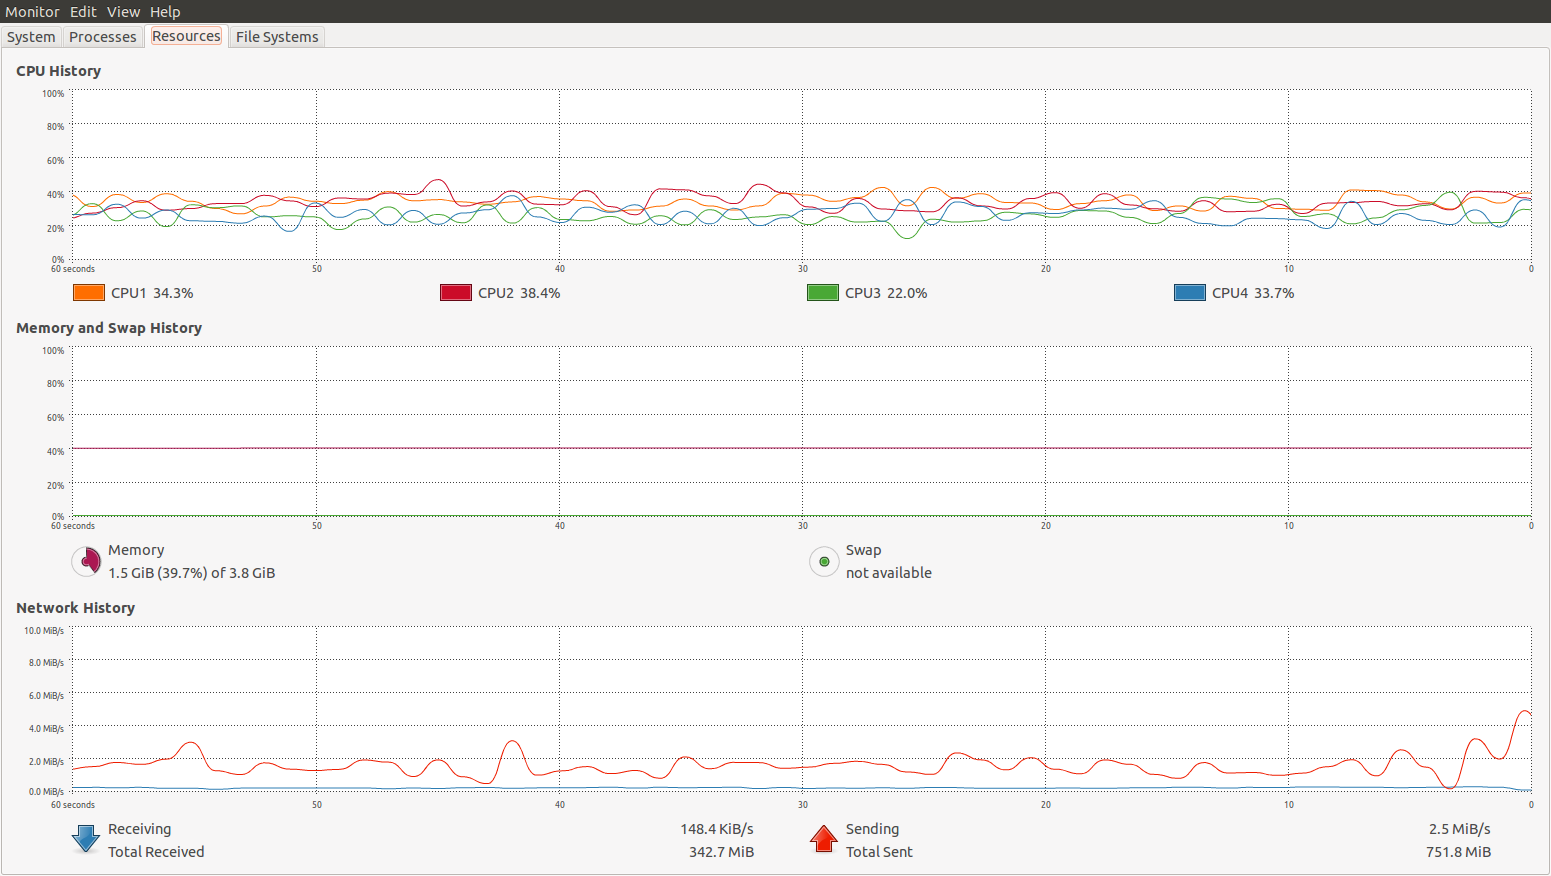 Monitor Edit View Help
System Processes Resources File Systems
CPU History
100%
80%
60%
40%
20%
0%
60 seconds 50 40 30 20 10 0
CPU1 34.3% CPU2 38.4% CPU3 22.0% CPU4 33.7%
Memory and Swap History
100%
80%
60%
40%
20%
0%
60 seconds 50 40 30 20 10 0
Memory Swap
1.5 GiB (39.7%) of 3.8 GiB not available
Network History
10.0 MiB/s
8.0 MiB/s
6.0 MiB/s
4.0 MiB/s
2.0 MiB/s
0.0 MiB/s
60 seconds 50 40 30 20 10 0
Receiving 148.4 KiB/s Sending 2.5 MiB/s
Total Received 342.7 MiB Total Sent 751.8 MiB